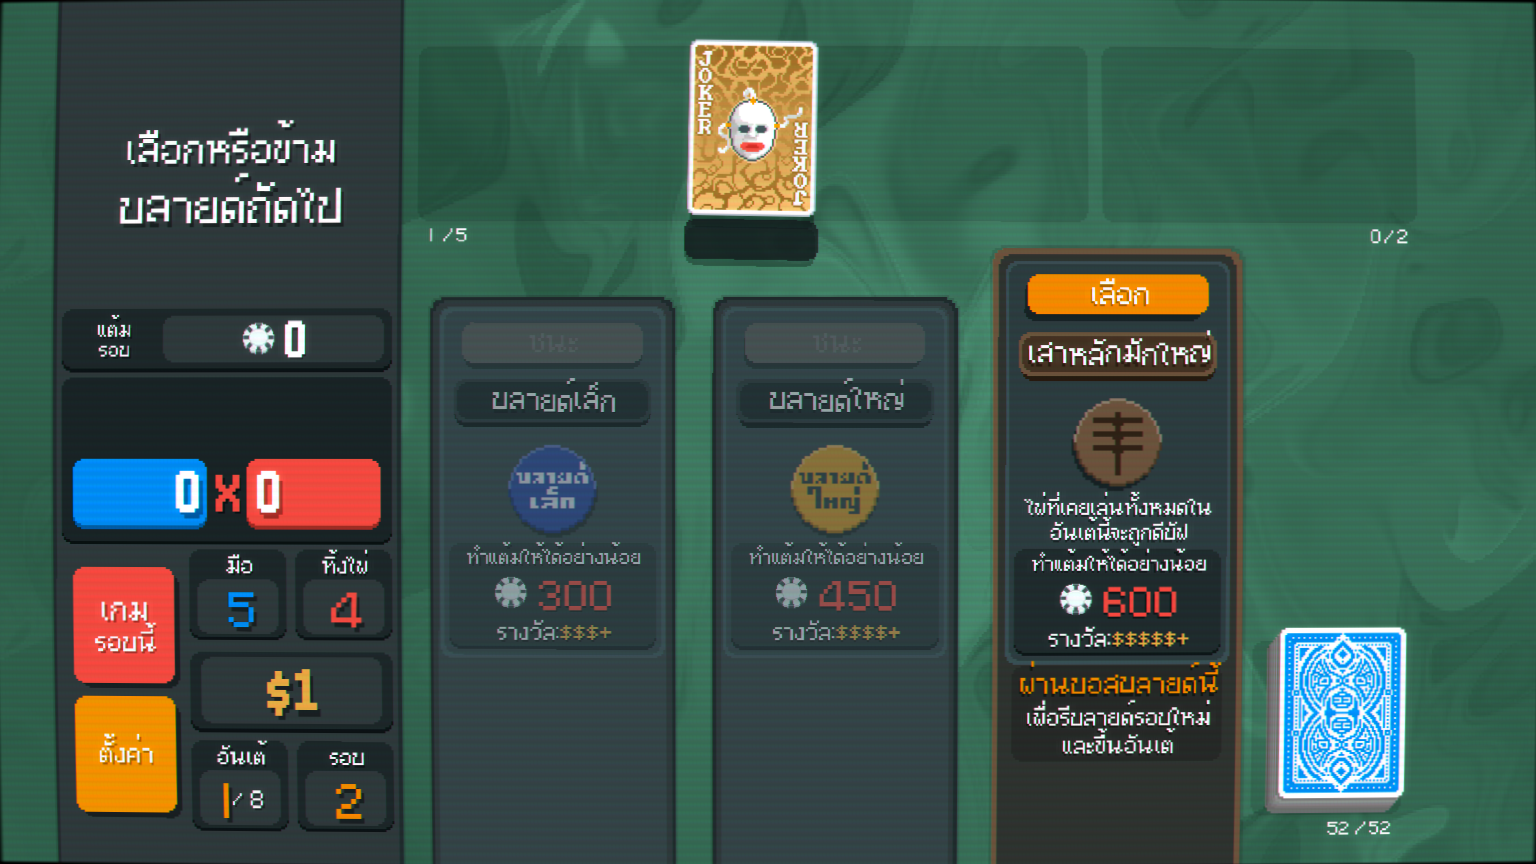 เลือกหรือข้าม
บลายด์ถัดไป
แต้ม
รอบ
0
0 X 0
มือ
5
ทิ้งไพ่
4
เกม
รอบนี้
$1
ตั้งค่า
อันเต้
1/8
รอบ
2
JOKER
JOKER
1/5
0/2
ชนะ
บลายด์เล็ก
บลายด์
เล็ก
ทำแต้มให้ได้อย่างน้อย
300
รางวัล:$$$+
ชนะ
บลายด์ใหญ่
บลายด์
ใหญ่
ทำแต้มให้ได้อย่างน้อย
450
รางวัล:$$$$+
เลือก
เสาหลักมักใหญ่
ไพ่ที่เคยเล่นทั้งหมดใน
อันเต้นี้จะถูกดีบัฟ
ทำแต้มให้ได้อย่างน้อย
600
รางวัล:$$$$$+
ผ่านบอสบลายด์นี้
เพื่อรีบลายด์รอบใหม่
และขึ้นอันเต้
52/52